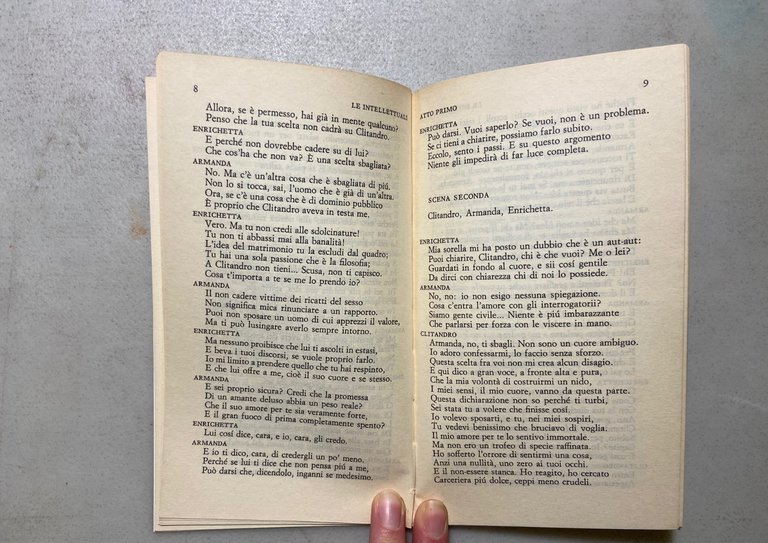 8
LE INTELLETTUALI
Allora, se è permesso, hai già in mente qualcuno?
Penso che la tua scelta non cadrà su Clitandro.
ENRICHETTA
E perché non dovrebbe cadere su di lui?
Che cos'ha che non va? È una scelta sbagliata?
ARMANDA
No. Ma c'è un'altra cosa che è sbagliata di piú.
Non lo si tocca, sai, l'uomo che è già di un'altra.
Ora, se c'è una cosa che è di dominio pubblico
È proprio che Clitandro aveva in testa me.
ENRICHETTA
Vero. Ma tu non credi alle sdolcinature!
Tu non ti abbassi mai alla banalità!
L'idea del matrimonio tu la escludi dal quadro;
Tu hai una sola passione che è la filosofia;
A Clitandro non tieni... Scusa, non ti capisco.
Cosa t'importa a te se me lo prendo io?
ARMANDA
Il non cadere vittime dei ricatti del sesso
Non significa mica rinunciare a un rapporto.
Puoi non sposare un uomo di cui apprezzi il valore,
Ma ti può lusingare averlo sempre intorno.
ENRICHETTA
Ma nessuno proibisce che lui ti ascolti in estasi,
E beva i tuoi discorsi, se vuole proprio farlo.
Io mi limito a prendere quello che tu hai respinto,
E che lui offre a me, cioè il suo cuore e se stesso.
ARMANDA
E sei proprio sicura? Credi che la promessa
Di un amante deluso abbia un peso reale?
Che il suo amore per te sia veramente forte,
E il gran fuoco di prima completamente spento?
ENRICHETTA
Lui cosí dice, cara, e io, cara, gli credo.
ARMANDA
E io ti dico, cara, di credergli un po' meno.
Perché se lui ti dice che non pensa piú a me,
Può darsi che, dicendolo, inganni se medesimo.
ATTO PRIMO
9
ENRICHETTA
Può darsi. Vuoi saperlo? Se vuoi, non è un problema.
Se ci tieni a chiarire, possiamo farlo subito.
Eccolo, sento i passi. E su questo argomento
Niente gli impedirà di far luce completa.
SCENA SECONDA
Clitandro, Armanda, Enrichetta.
ENRICHETTA
Mia sorella mi ha posto un dubbio che è un aut-aut:
Puoi chiarire, Clitandro, chi è che vuoi? Me o lei?
Guardati in fondo al cuore, e sii cosí gentile
Da dirci con chiarezza chi di noi lo possiede.
ARMANDA
No, no: io non esigo nessuna spiegazione.
Cosa c'entra l'amore con gli interrogatorii?
Siamo gente civile... Niente è piú imbarazzante
Che parlarsi per forza con le viscere in mano.
CLITANDRO
Armanda, no, ti sbagli. Non sono un cuore ambiguo.
Io adoro confessarmi, lo faccio senza sforzo.
Questa scelta fra voi non mi crea alcun disagio.
E qui dico a gran voce, a fronte alta e pura,
Che la mia volontà di costruirmi un nido,
I miei sensi, il mio cuore, vanno da questa parte.
Questa dichiarazione non so perché ti turbi,
Sei stata tu a volere che finisse cosí.
Io volevo sposarti, e tu, nei miei sospiri,
Tu vedevi benissimo che bruciavo di voglia.
Il mio amore per te lo sentivo immortale.
Ma non ero un trofeo di specie raffinata.
Ho sofferto l'orrore di sentirmi una cosa,
Anzi una nullità, uno zero ai tuoi occhi.
E il non-essere stanca. Ho reagito, ho cercato
Carceriera piú dolce, ceppi meno crudeli.